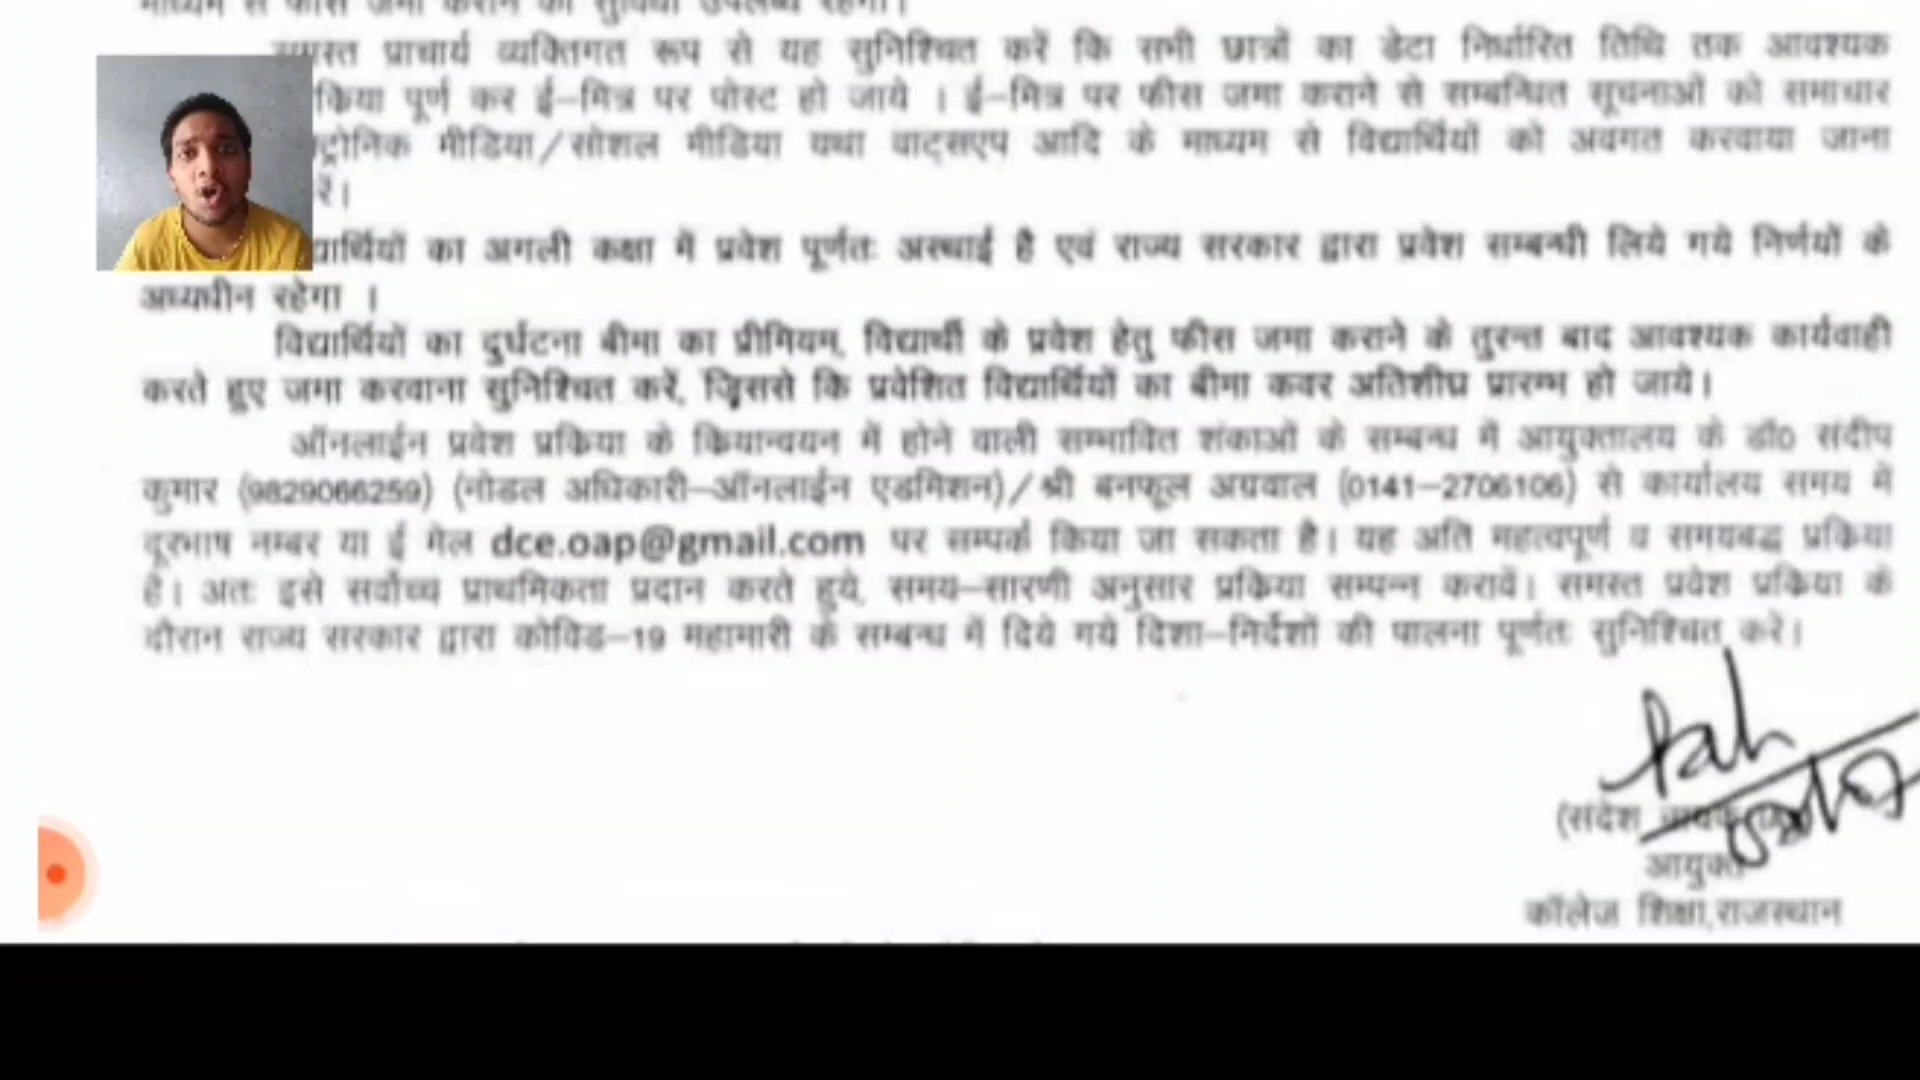 माध्यम से फीस जमा कराने की सुविधा उपलब्ध रहेगी।
समस्त प्राचार्य व्यक्तिगत रूप से यह सुनिश्चित करें कि सभी छात्रों का डेटा निर्धारित तिथि तक आवश्यक
किया पूर्ण कर ई–मित्र पर पोस्ट हो जाये । ई–मित्र पर फीस जमा कराने से सम्बन्धित सूचनाओं को समाचार
ट्रोनिक मीडिया/सोशल मीडिया यथा वाट्सएप आदि के माध्यम से विद्यार्थियों को अवगत करवाया जाना
रें।
द्यार्थियों का अगली कक्षा में प्रवेश पूर्णतः अस्थाई है एवं राज्य सरकार द्वारा प्रवेश सम्बन्धी लिये गये निर्णयों के
अध्यधीन रहेगा ।
विद्यार्थियों का दुर्घटना बीमा का प्रीमियम, विद्यार्थी के प्रवेश हेतु फीस जमा कराने के तुरन्त बाद आवश्यक कार्यवाही
करते हुए जमा करवाना सुनिश्चित करें, जिससे कि प्रवेशित विद्यार्थियों का बीमा कवर अतिशीघ्र प्रारम्भ हो जाये।
ऑनलाईन प्रवेश प्रकिया के कियान्वयन में होने वाली सम्भावित शंकाओं के सम्बन्ध में आयुक्तालय के डॉ0 संदीप
कुमार (9829066259) (नोडल अधिकारी–ऑनलाईन एडमिशन)/श्री बनफूल अग्रवाल (0141–2706106) से कार्यालय समय में
दूरभाष नम्बर या ई मेल dce.oap@gmail.com पर सम्पर्क किया जा सकता है। यह अति महत्वपूर्ण व समयबद्ध प्रकिया
है। अतः इसे सर्वोच्च प्राथमिकता प्रदान करते हुये, समय–सारणी अनुसार प्रकिया सम्पन्न करावें। समस्त प्रवेश प्रकिया के
दौरान राज्य सरकार द्वारा कोविड–19 महामारी के सम्बन्ध में दिये गये दिशा–निर्देशों की पालना पूर्णतः सुनिश्चित करें।
(संदेश
आयुक्त
कॉलेज शिक्षा,राजस्थान